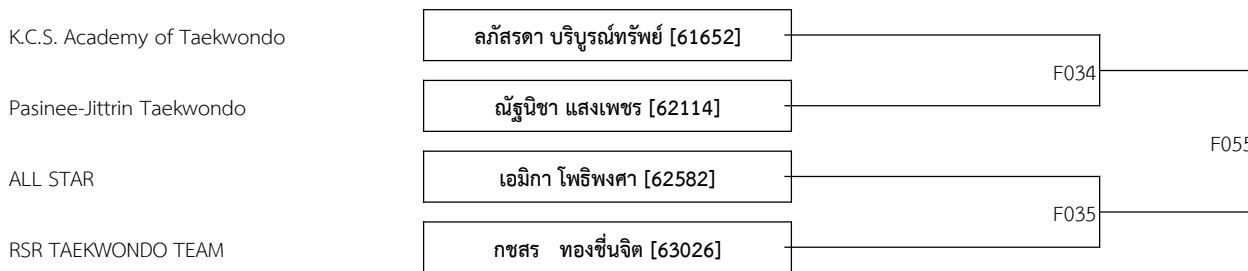 K.C.S. Academy of Taekwondo ลภัสรดา บริบูรณ์ทรัพย์ [61652]
F034
Pasinee-Jittrin Taekwondo ณัฐนิชา แสงเพชร [62114]
F055
ALL STAR เอมิกา โพธิพงศา [62582]
F035
RSR TAEKWONDO TEAM กชสร ทองชื่นจิต [63026]